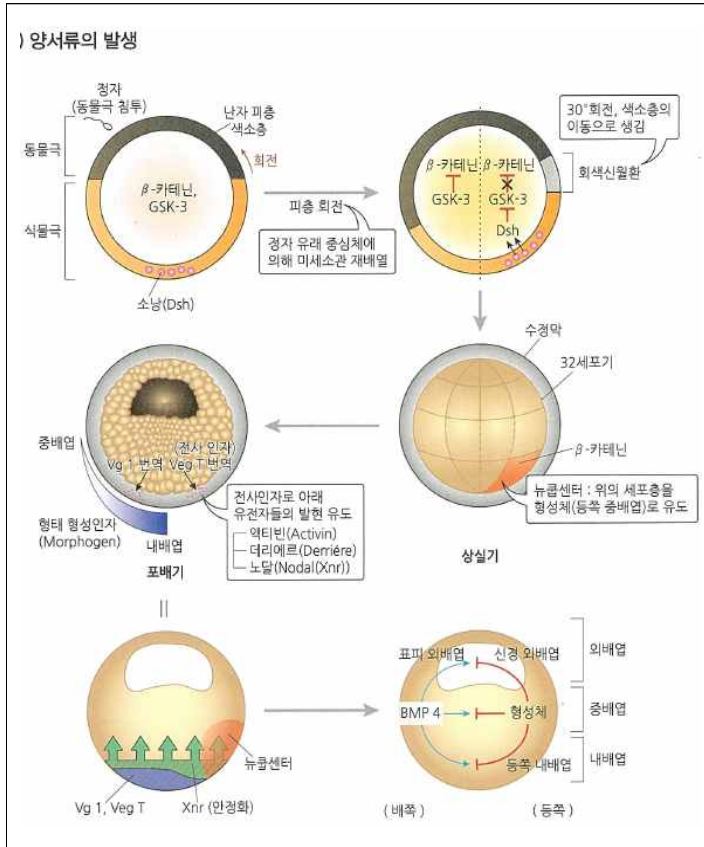 ) 양서류의 발생
정자
(동물극 침투)
난자 피층
색소층
회전
동물극
식물극
β-카테닌,
GSK-3
소낭(Dsh)
피층 회전
정자 유래 중심체에
의해 미세소관 재배열
30°회전, 색소층의
이동으로 생김
회색신월환
β-카테닌 β-카테닌
GSK-3 GSK-3
Dsh
수정막
32세포기
β-카테닌
뉴쿱센터 : 위의 세포층을
형성체(등쪽 중배엽)로 유도
상실기
중배엽
(전사 인자)
Vg 1 번역 Veg T 번역
형태 형성인자
(Morphogen)
내배엽
포배기
전사인자로 아래
유전자들의 발현 유도
액티빈(Activin)
데리에르(Derriére)
노달(Nodal(Xnr))
뉴쿱센터
Vg 1, Veg T
Xnr (안정화)
표피 외배엽
신경 외배엽
BMP 4
형성체
등쪽 내배엽
외배엽
중배엽
내배엽
( 배쪽 )
( 등쪽 )